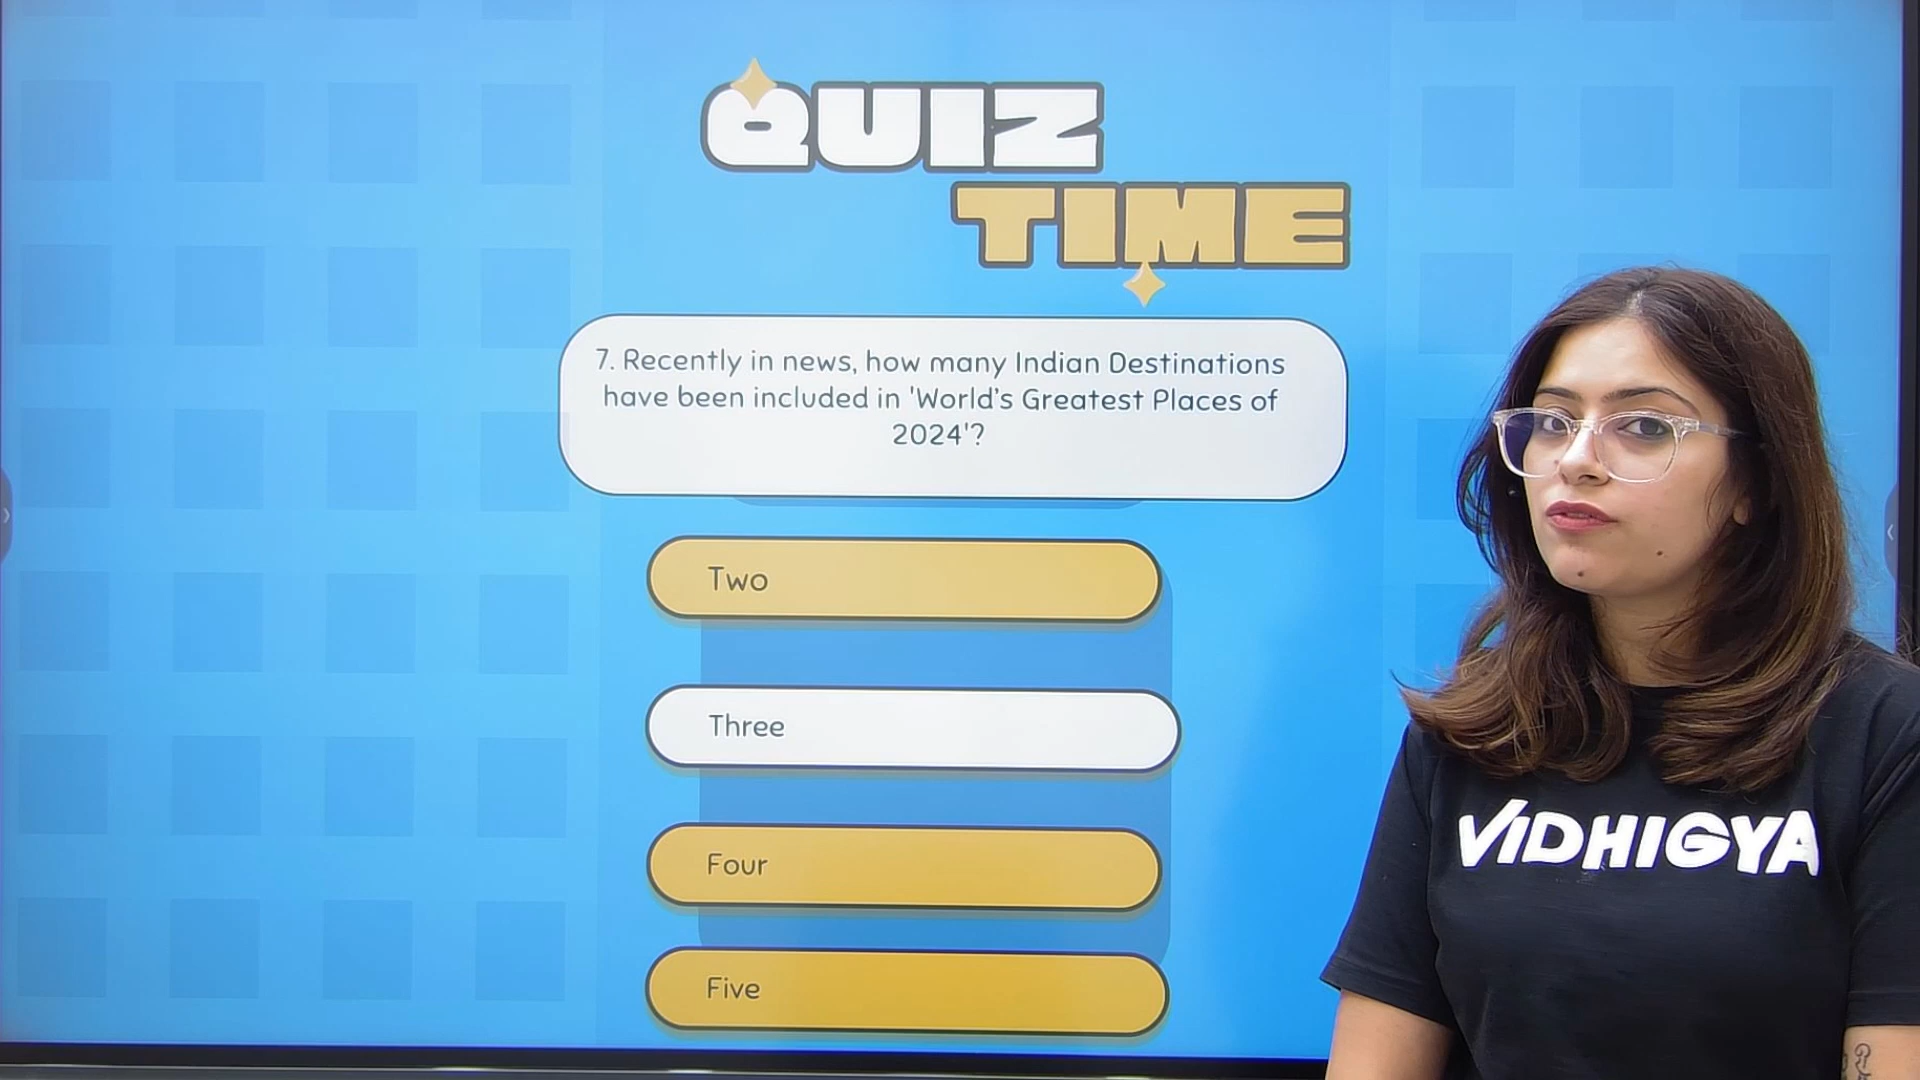 QUIZ
TIME
7. Recently in news, how many Indian Destinations
have been included in 'World's Greatest Places of
2024'?
Two
Three
Four
Five
VIDHIGYA